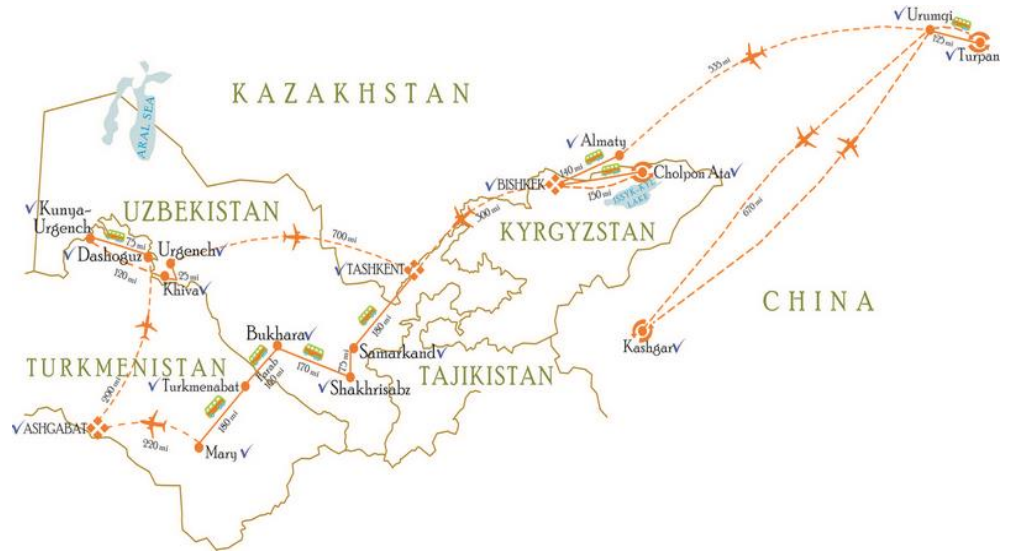 Urumqi
125 mi
Turpan
535 mi
KAZAKHSTAN
ARAL SEA
Almaty
140 mi
BISHKEK
Cholpon Ata
150 mi
ISSYK-KYL
LAKE
300 mi
KYRGYZSTAN
670 mi
Kunya-
Urgench
UZBEKISTAN
75 mi
Dashoguz
Urgench
700 mi
TASHKENT
120 mi
25 mi
Khiva
CHINA
180 mi
Bukhara
Samarkand
Kashgar
TURKMENISTAN
Farab
170 mi
75 mi
Shakhrisabz
TAJIKISTAN
Turkmenabat
290 mi
180 mi
ASHGABAT
220 mi
Mary